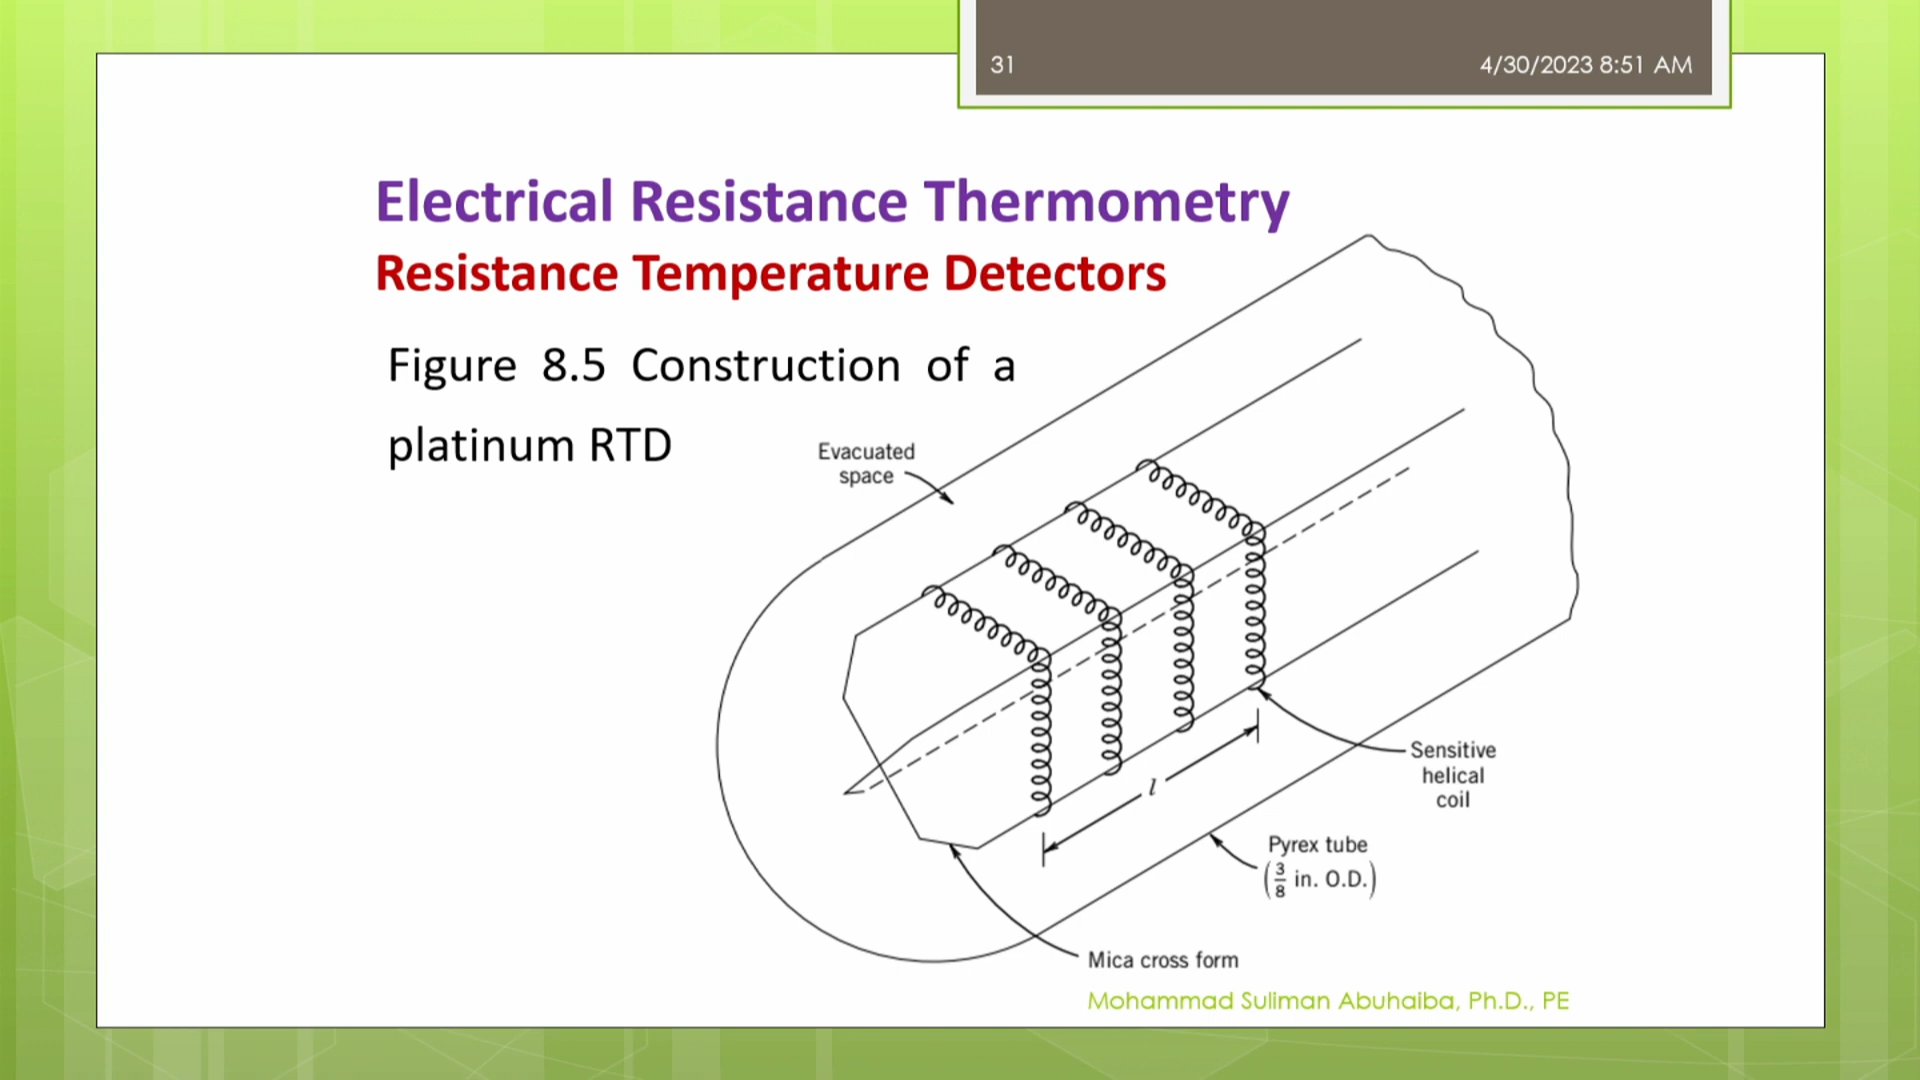 31
4/30/2023 8:51 AM
Electrical Resistance Thermometry
Resistance Temperature Detectors
Figure 8.5 Construction of a
platinum RTD
Evacuated
space
l
Sensitive
helical
coil
Pyrex tube
(3/8 in. O.D.)
Mica cross form
Mohammad Suliman Abuhaiba, Ph.D., PE